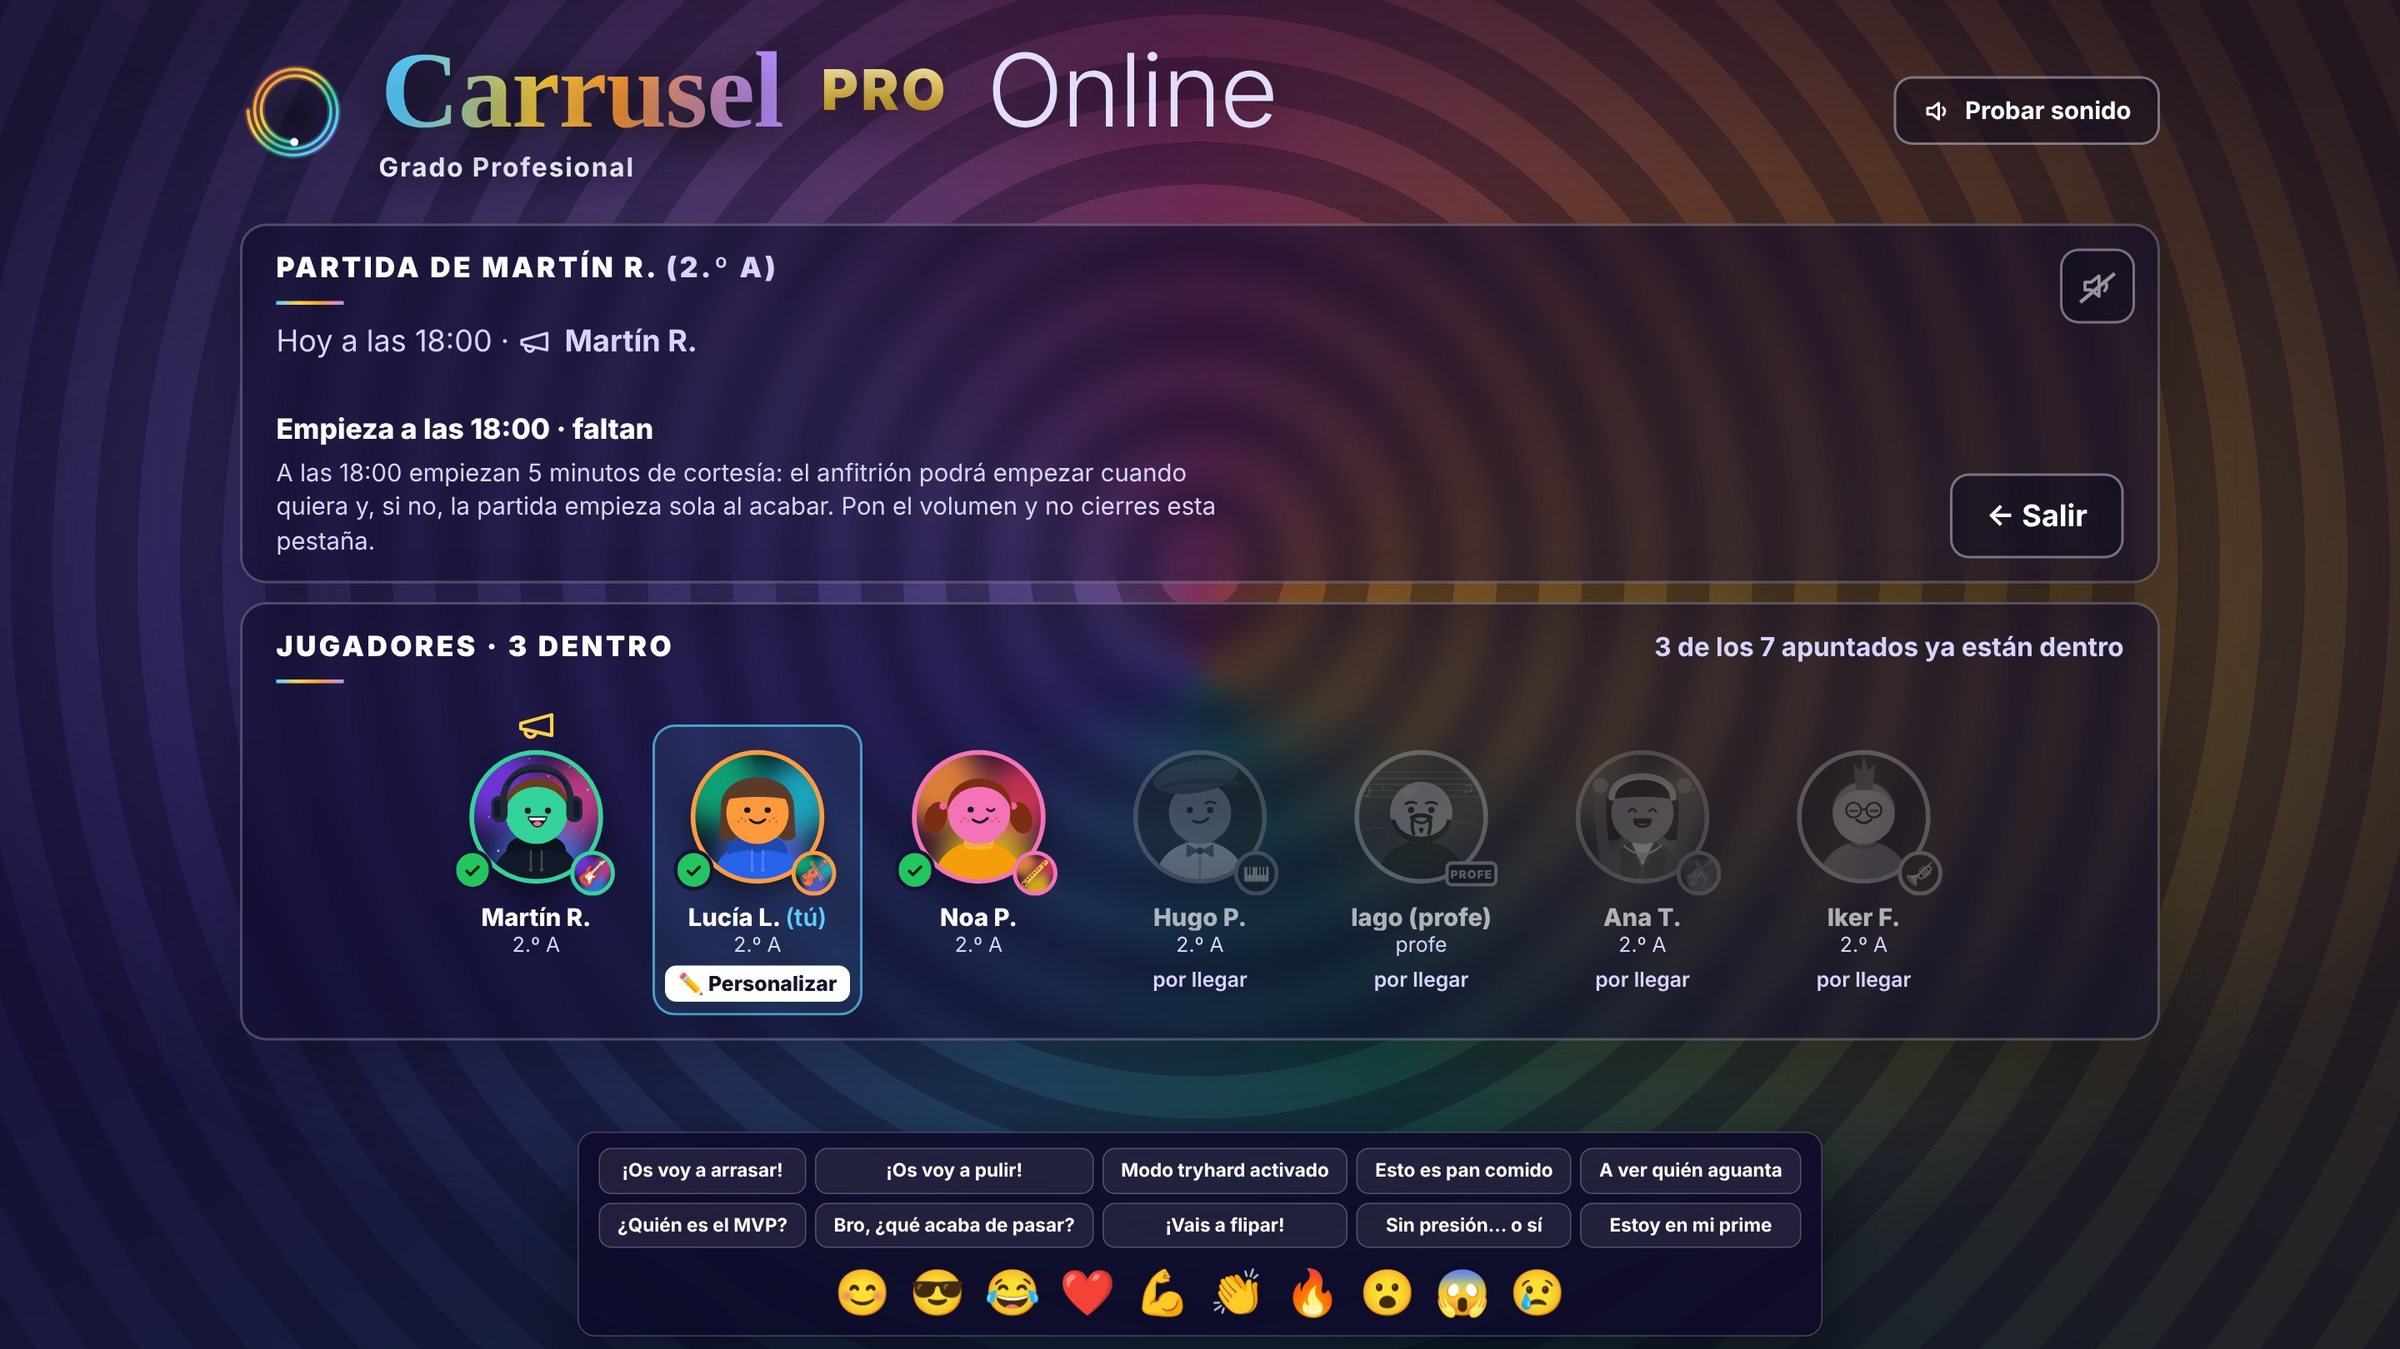 Carrusel PRO Online
Grado Profesional
Probar sonido
PARTIDA DE MARTÍN R. (2.º A)
Hoy a las 18:00 · Martín R.
Empieza a las 18:00 · faltan
A las 18:00 empiezan 5 minutos de cortesía: el anfitrión podrá empezar cuando
quiera y, si no, la partida empieza sola al acabar. Pon el volumen y no cierres esta
pestaña.
← Salir
JUGADORES · 3 DENTRO
3 de los 7 apuntados ya están dentro
PROFE
Martín R.
2.º A
Lucía L. (tú)
2.º A
Personalizar
Noa P.
2.º A
Hugo P.
2.º A
por llegar
Iago (profe)
profe
por llegar
Ana T.
2.º A
por llegar
Iker F.
2.º A
por llegar
¡Os voy a arrasar!
¡Os voy a pulir!
Modo tryhard activado
Esto es pan comido
A ver quién aguanta
¿Quién es el MVP?
Bro, ¿qué acaba de pasar?
¡Vais a flipar!
Sin presión... o sí
Estoy en mi prime